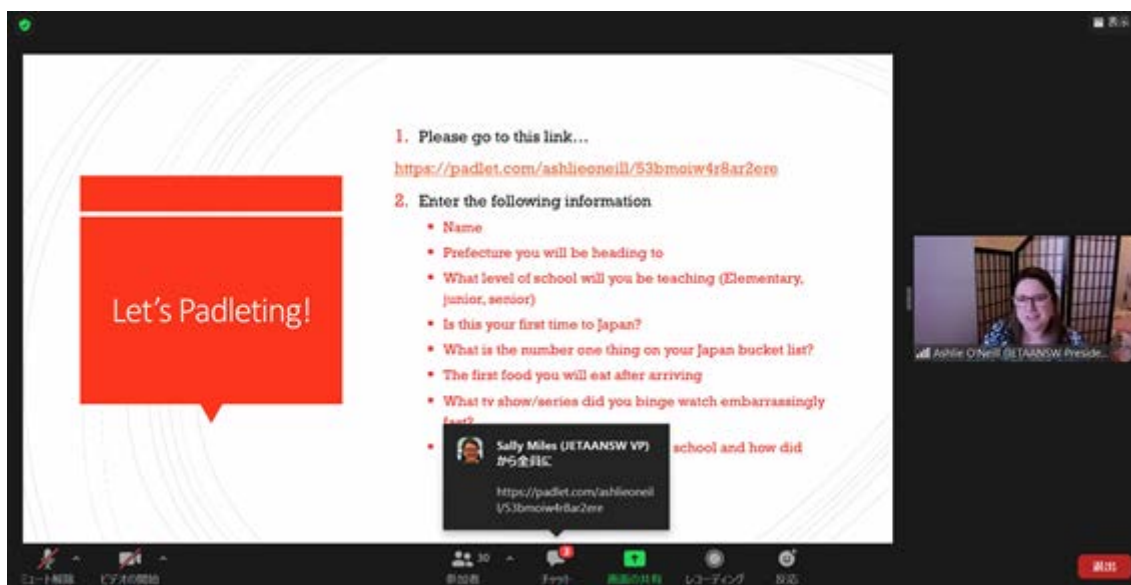 表示
1. Please go to this link...
https://padlet.com/ashlieoneill/53bmoiw4r8ar2ere
2. Enter the following information
▪ Name
▪ Prefecture you will be heading to
▪ What level of school will you be teaching (Elementary,
junior, senior)
Let's Padleting!
▪ Is this your first time to Japan?
▪ What is the number one thing on your Japan bucket list?
▪ The first food you will eat after arriving
▪ What tv show/series did you binge watch embarrassingly
fast?
school and how did
Sally Miles (JETAANSW VP)
から全員に
https://padlet.com/ashlieoneil
l/53bmoiw4r8ar2ere
Ashlie O'Neill (JETAANSW Preside...
ミュート解除
ビデオの開始
30
参加者
チャット
画面の共有
レコーディング
反応
退出